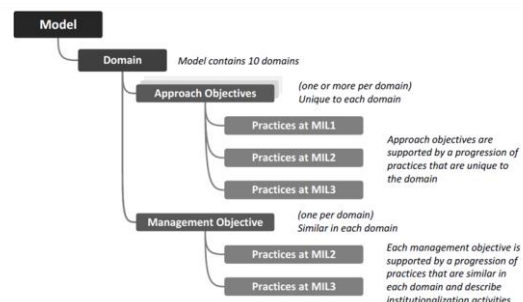 Model
Domain
Model contains 10 domains
Approach Objectives
(one or more per domain)
Unique to each domain
Practices at MIL1
Practices at MIL2
Practices at MIL3
Approach objectives are
supported by a progression of
practices that are unique to
the domain
Management Objective
(one per domain)
Similar in each domain
Practices at MIL2
Practices at MIL3
Each management objective is
supported by a progression of
practices that are similar in
each domain and describe
institutionalization activities